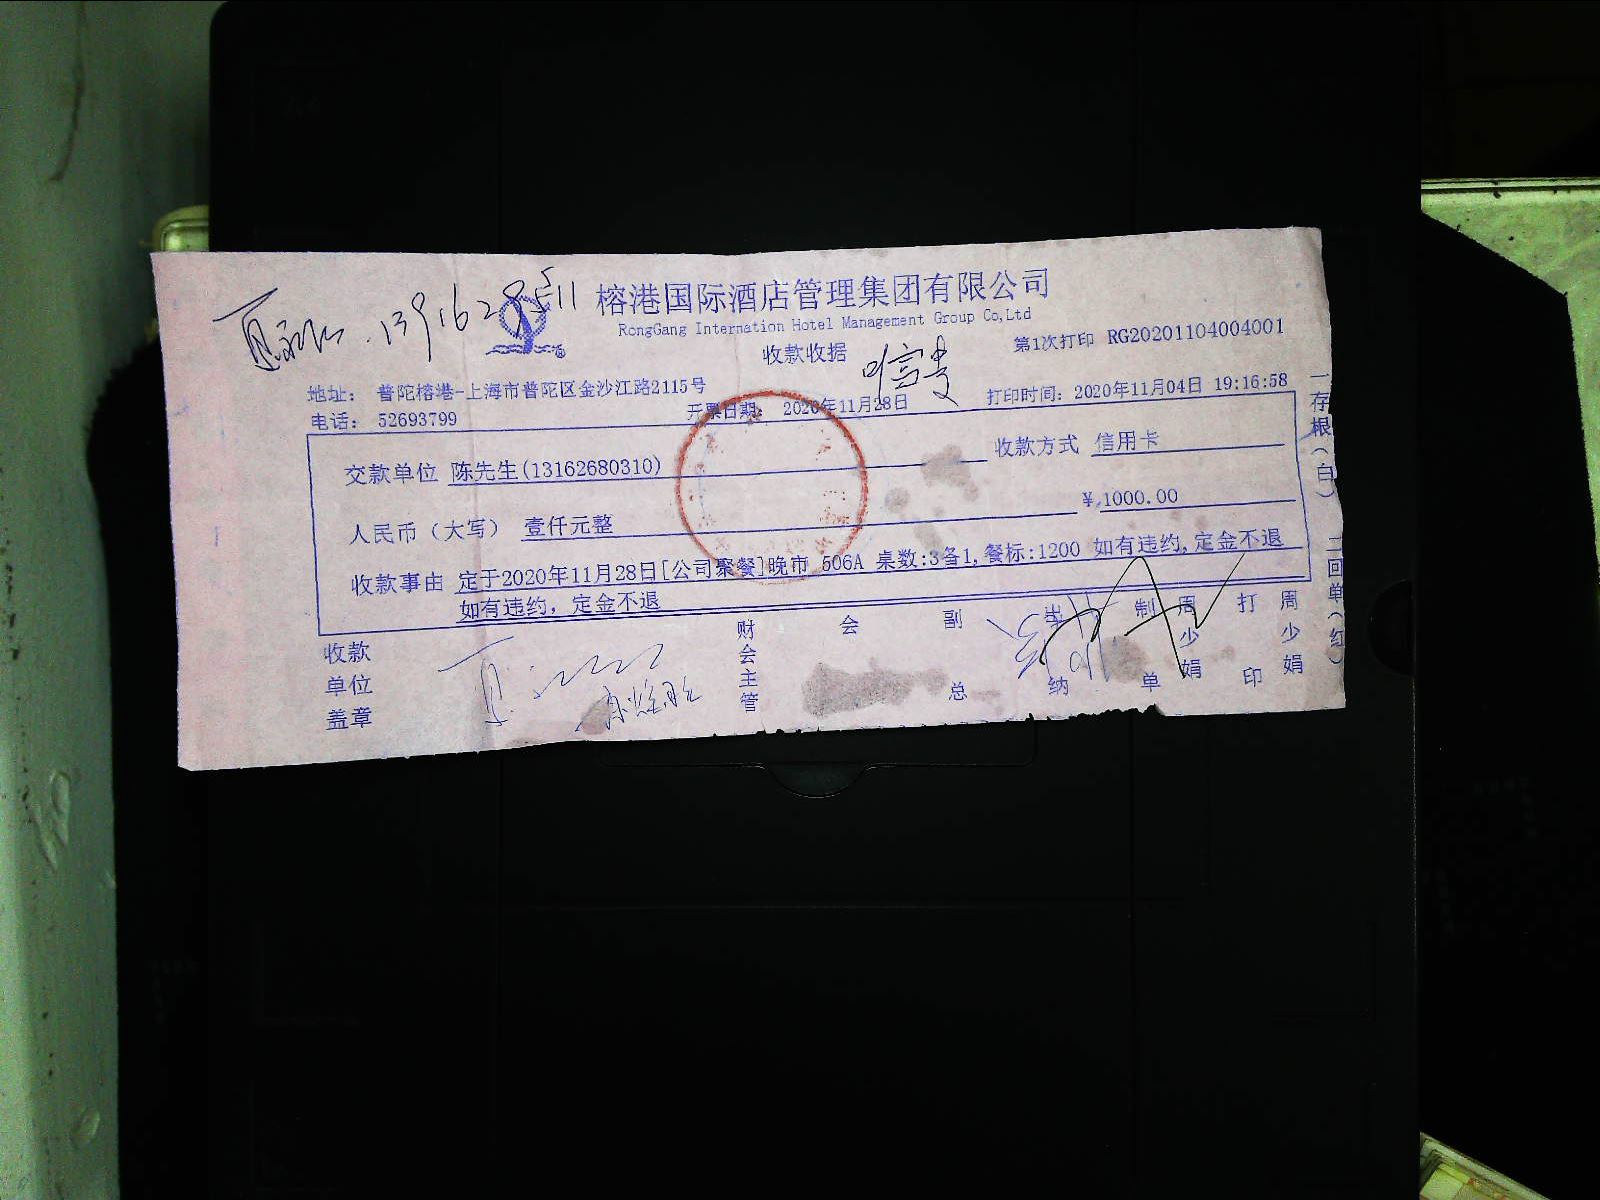 13916285511
榕港国际酒店管理集团有限公司
RongGang Internation Hotel Management Group Co,Ltd
收款收据
第1次打印 RG20201104004001
地址： 普陀榕港-上海市普陀区金沙江路2115号
打印时间：2020年11月04日 19:16:58
电话： 52693799
开票日期： 2020年11月28日
交款单位 陈先生(13162680310)
收款方式 信用卡
人民币（大写） 壹仟元整
¥,1000.00
收款事由 定于2020年11月28日[公司聚餐]晚市 506A 桌数:3备1,餐标:1200 如有违约,定金不退
如有违约，定金不退
收款单位盖章
财会主管
会
副总
纳
制单
周少娟
打印
周少娟
一存根（白） 二回单（红）